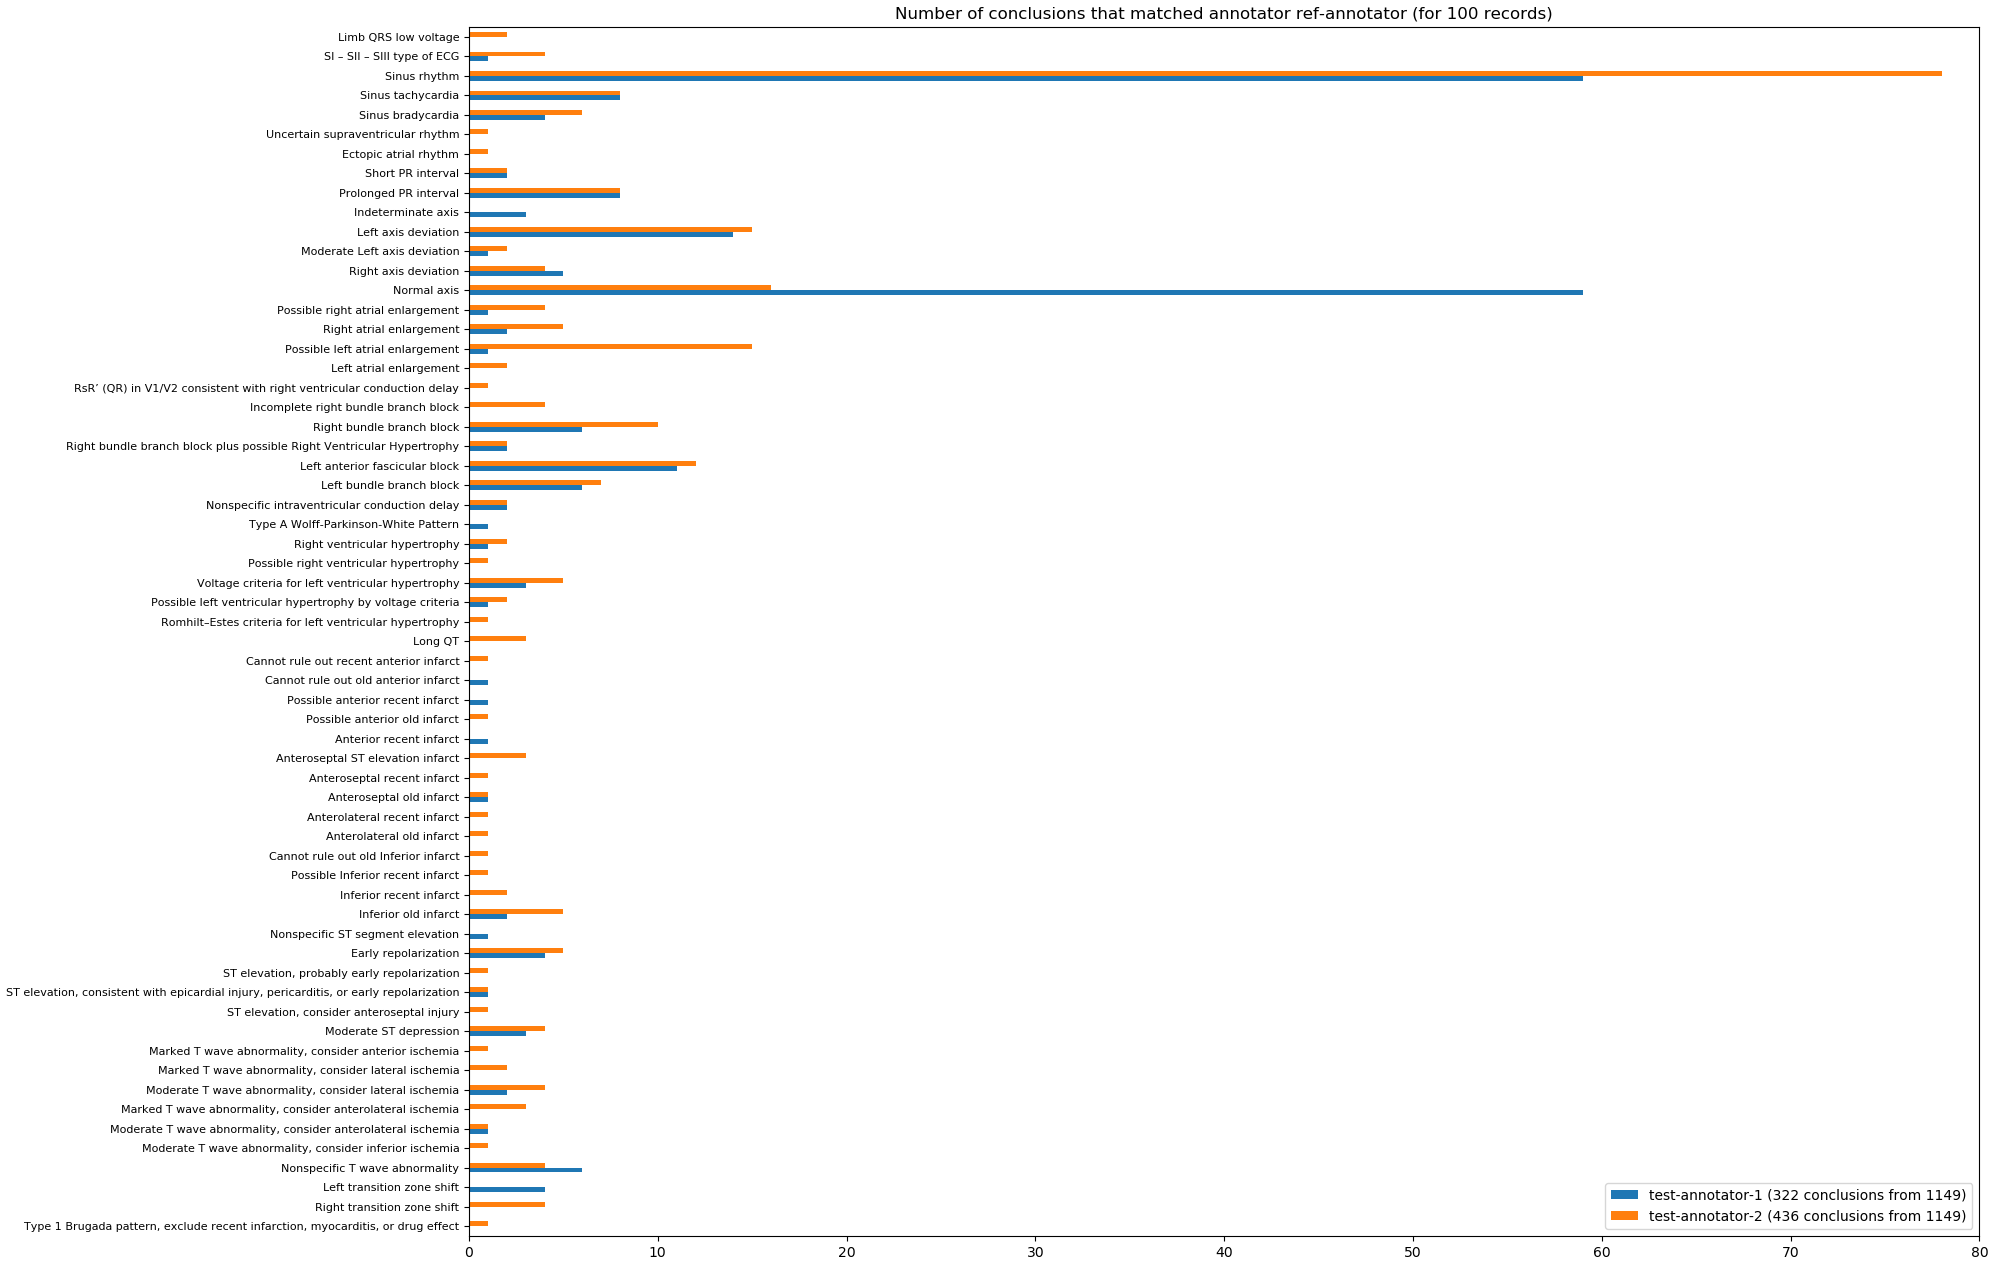 Number of conclusions that matched annotator ref-annotator (for 100 records)
Limb QRS low voltage
SI – SII – SIII type of ECG
Sinus rhythm
Sinus tachycardia
Sinus bradycardia
Uncertain supraventricular rhythm
Ectopic atrial rhythm
Short PR interval
Prolonged PR interval
Indeterminate axis
Left axis deviation
Moderate Left axis deviation
Right axis deviation
Normal axis
Possible right atrial enlargement
Right atrial enlargement
Possible left atrial enlargement
Left atrial enlargement
RsR’ (QR) in V1/V2 consistent with right ventricular conduction delay
Incomplete right bundle branch block
Right bundle branch block
Right bundle branch block plus possible Right Ventricular Hypertrophy
Left anterior fascicular block
Left bundle branch block
Nonspecific intraventricular conduction delay
Type A Wolff-Parkinson-White Pattern
Right ventricular hypertrophy
Possible right ventricular hypertrophy
Voltage criteria for left ventricular hypertrophy
Possible left ventricular hypertrophy by voltage criteria
Romhilt–Estes criteria for left ventricular hypertrophy
Long QT
Cannot rule out recent anterior infarct
Cannot rule out old anterior infarct
Possible anterior recent infarct
Possible anterior old infarct
Anterior recent infarct
Anteroseptal ST elevation infarct
Anteroseptal recent infarct
Anteroseptal old infarct
Anterolateral recent infarct
Anterolateral old infarct
Cannot rule out old Inferior infarct
Possible Inferior recent infarct
Inferior recent infarct
Inferior old infarct
Nonspecific ST segment elevation
Early repolarization
ST elevation, probably early repolarization
ST elevation, consistent with epicardial injury, pericarditis, or early repolarization
ST elevation, consider anteroseptal injury
Moderate ST depression
Marked T wave abnormality, consider anterior ischemia
Marked T wave abnormality, consider lateral ischemia
Moderate T wave abnormality, consider lateral ischemia
Marked T wave abnormality, consider anterolateral ischemia
Moderate T wave abnormality, consider anterolateral ischemia
Moderate T wave abnormality, consider inferior ischemia
Nonspecific T wave abnormality
Left transition zone shift
Right transition zone shift
Type 1 Brugada pattern, exclude recent infarction, myocarditis, or drug effect
test-annotator-1 (322 conclusions from 1149)
test-annotator-2 (436 conclusions from 1149)
0 10 20 30 40 50 60 70 80